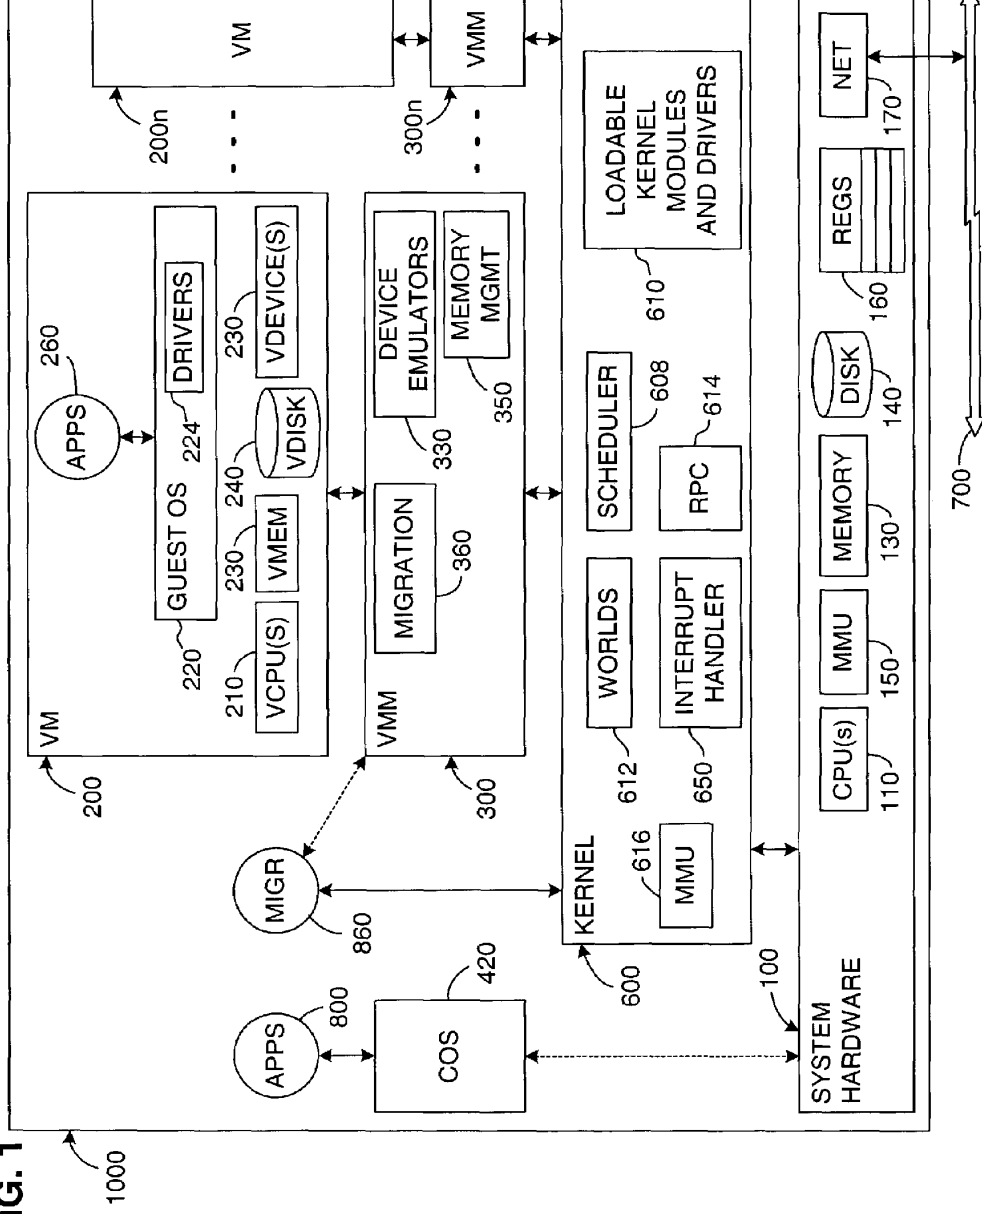 FIG. 1
1000
APPS
800
COS
420
MIGR
860
VM
200
APPS
260
GUEST OS
220
DRIVERS
224
VCPU(S)
210
VMEM
230
VDISK
240
VDEVICE(S)
230
VM
200n
VMM
300
MIGRATION
360
DEVICE
EMULATORS
330
MEMORY
MGMT
350
VMM
300n
KERNEL
600
MMU
616
WORLDS
612
INTERRUPT
HANDLER
650
SCHEDULER
608
RPC
614
LOADABLE
KERNEL
MODULES
AND DRIVERS
610
SYSTEM
HARDWARE
100
CPU(s)
110
MMU
150
MEMORY
130
DISK
140
REGS
160
NET
170
700